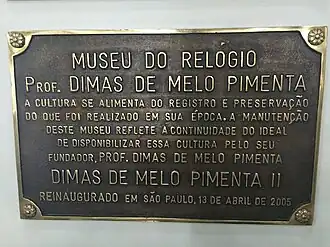 MUSEU DO RELÓGIO
PROF. DIMAS DE MELO PIMENTA
A CULTURA SE ALIMENTA DO REGISTRO E PRESERVAÇÃO
DO QUE FOI REALIZADO EM SUA ÉPOCA. A MANUTENÇÃO
DESTE MUSEU REFLETE À CONTINUIDADE DO IDEAL
DE DISPONIBILIZAR ESSA CULTURA PELO SEU
FUNDADOR, PROF. DIMAS DE MELO PIMENTA
DIMAS DE MELO PIMENTA II
REINAUGURADO EM SÃO PAULO, 13 DE ABRIL DE 2005